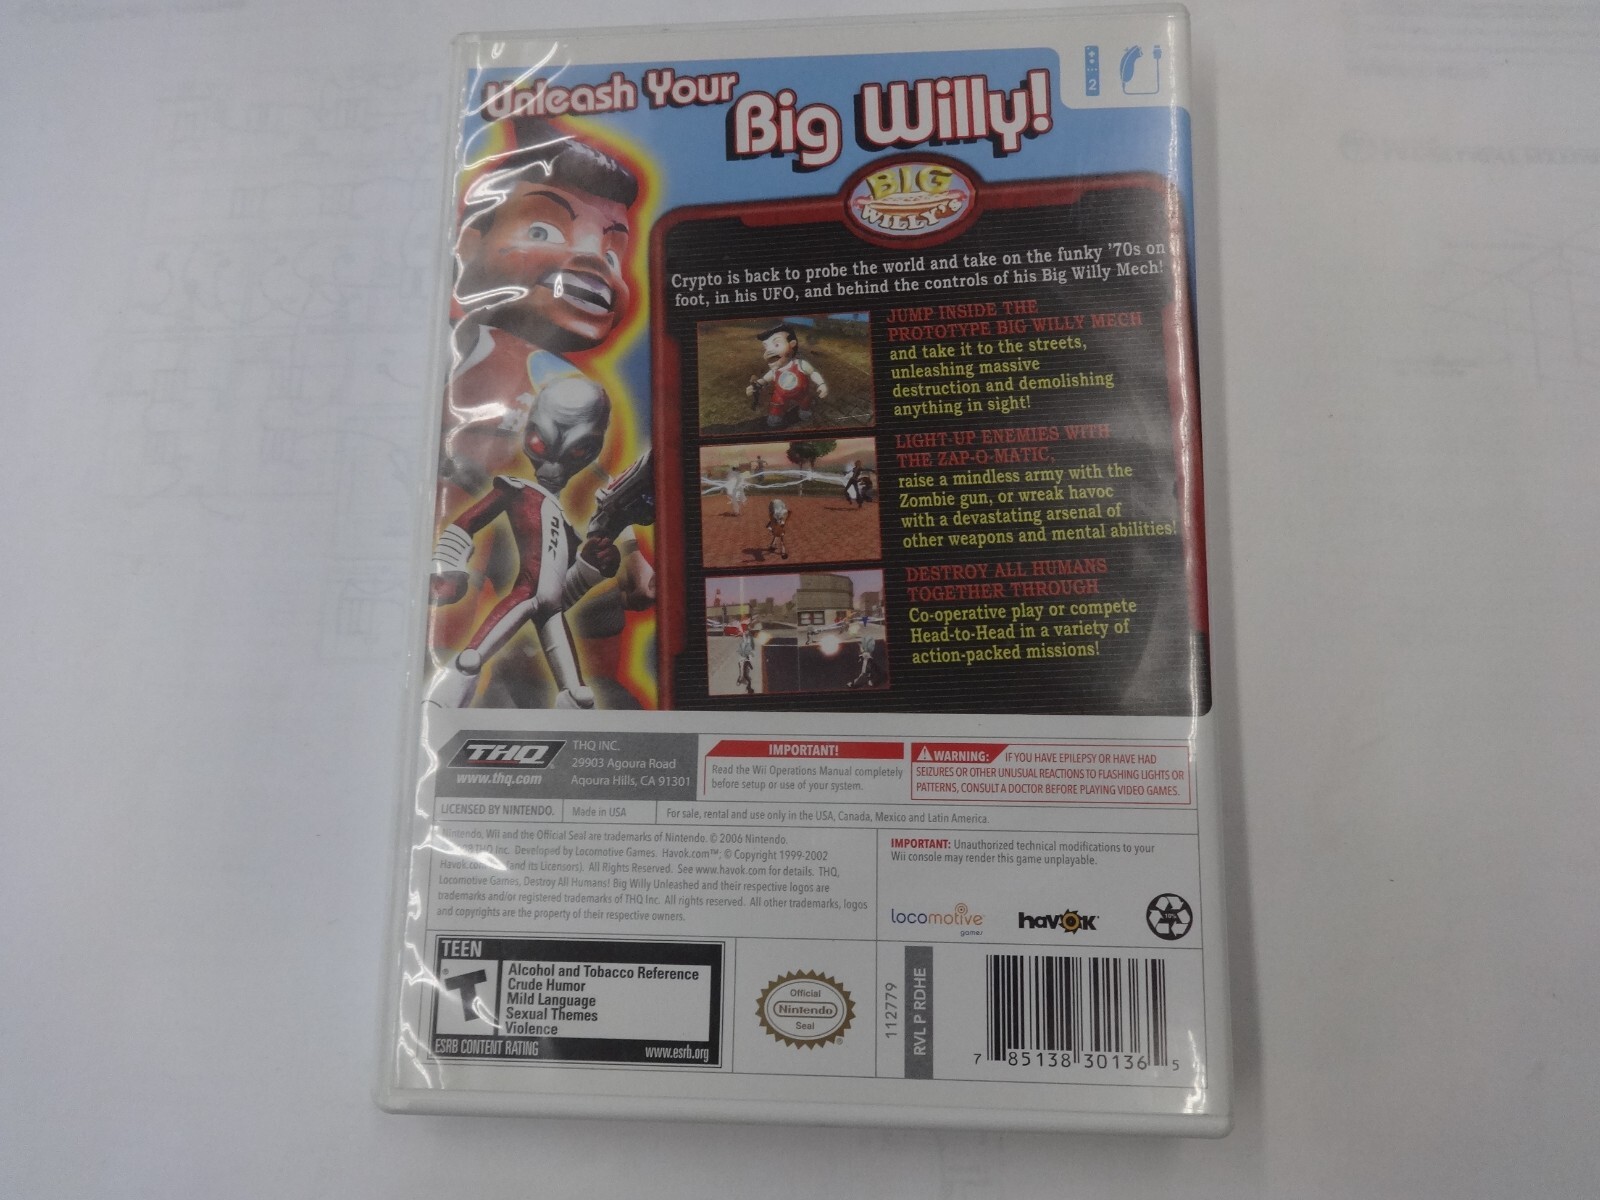 Unleash Your
Big Willy!
2
BIG
WILLY'S
Crypto is back to probe the world and take on the funky '70s on
foot, in his UFO, and behind the controls of his Big Willy Mech!
JUMP INSIDE THE
PROTOTYPE BIG WILLY MECH
and take it to the streets,
unleashing massive
destruction and demolishing
anything in sight!
LIGHT-UP ENEMIES WITH
THE ZAP-O-MATIC,
raise a mindless army with the
Zombie gun, or wreak havoc
with a devastating arsenal of
other weapons and mental abilities!
DESTROY ALL HUMANS
TOGETHER THROUGH
Co-operative play or compete
Head-to-Head in a variety of
action-packed missions!
THQ
www.thq.com
THQ INC.
29903 Agoura Road
Agoura Hills, CA 91301
IMPORTANT!
Read the Wii Operations Manual completely
before setup or use of your system.
WARNING: IF YOU HAVE EPILEPSY OR HAVE HAD
SEIZURES OR OTHER UNUSUAL REACTIONS TO FLASHING LIGHTS OR
PATTERNS, CONSULT A DOCTOR BEFORE PLAYING VIDEO GAMES.
LICENSED BY NINTENDO.
Made in USA
For sale, rental and use only in the USA, Canada, Mexico and Latin America.
Nintendo, Wii and the Official Seal are trademarks of Nintendo. © 2006 Nintendo.
THQ Inc. Developed by Locomotive Games. Havok.com™; © Copyright 1999-2002
(and its Licensors). All Rights Reserved. See www.havok.com for details. THQ,
Locomotive Games, Destroy All Humans! Big Willy Unleashed and their respective logos are
trademarks and/or registered trademarks of THQ Inc. All rights reserved. All other trademarks, logos
and copyrights are the property of their respective owners.
IMPORTANT: Unauthorized technical modifications to your
Wii console may render this game unplayable.
locomotive
games
havok
10%
TEEN
T
Alcohol and Tobacco Reference
Crude Humor
Mild Language
Sexual Themes
Violence
ESRB CONTENT RATING
www.esrb.org
Official
Nintendo
Seal
112779
RVL P RDHE
7 85138 30136 5